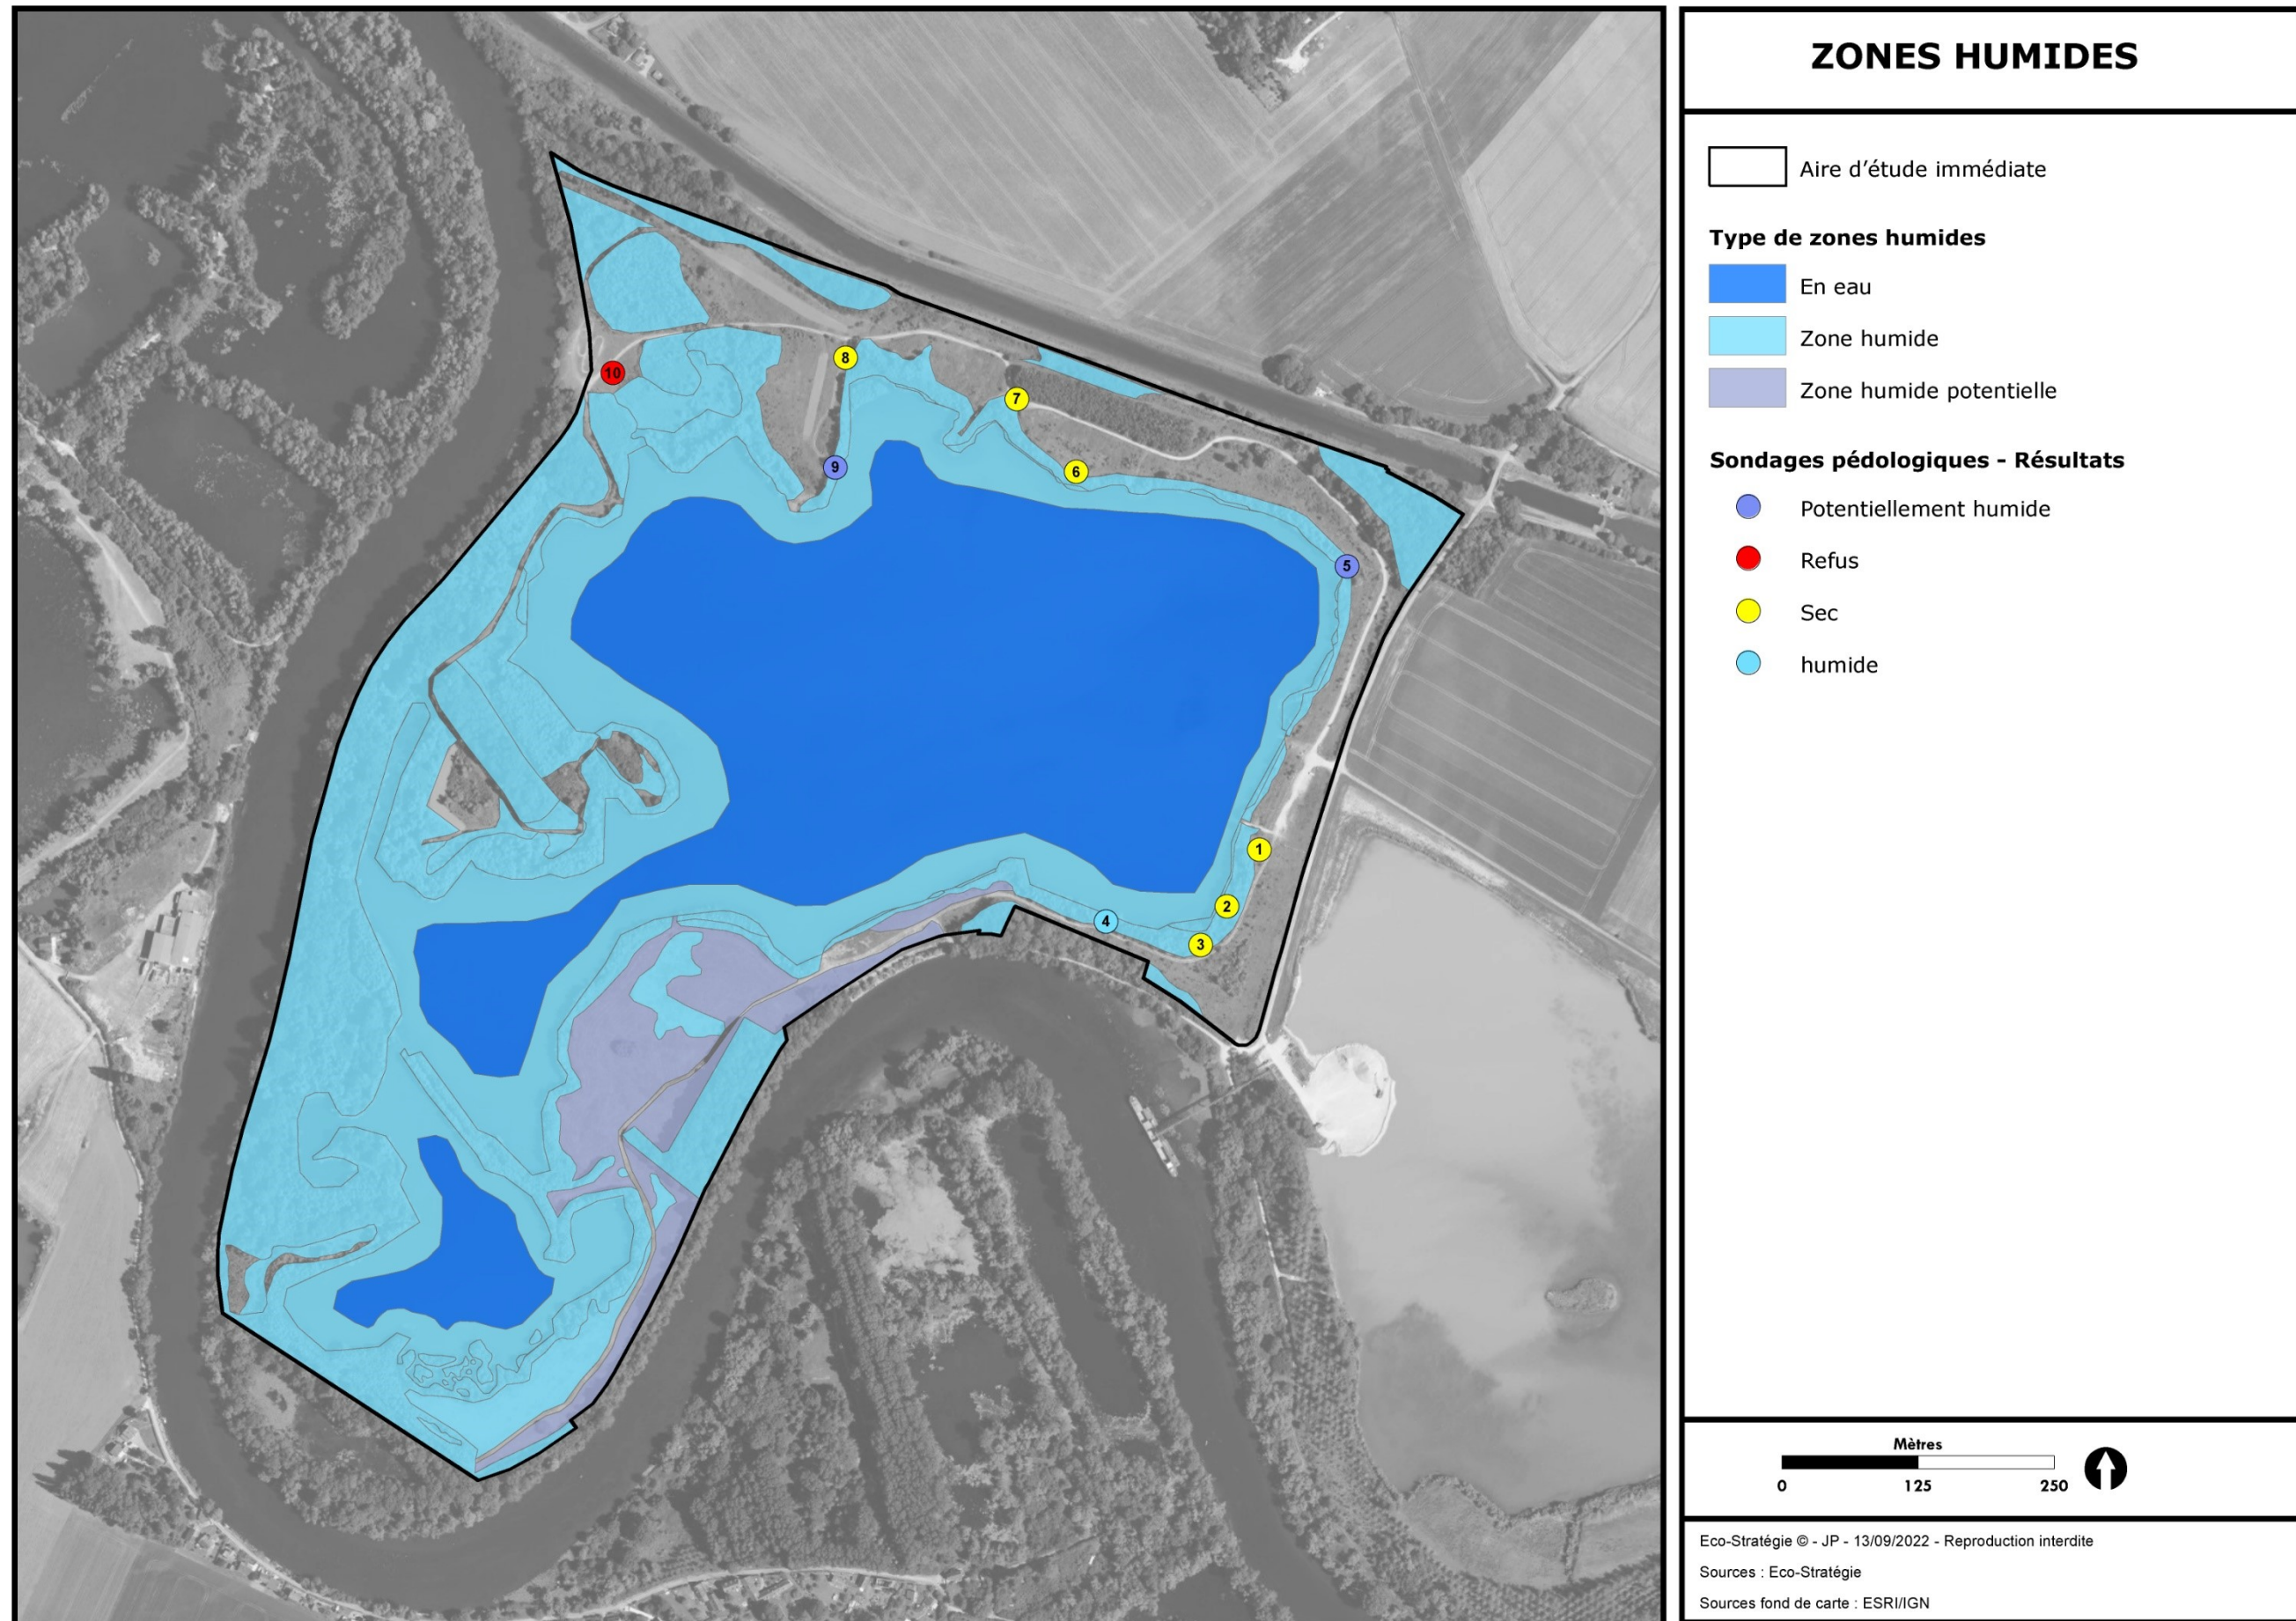 ZONES HUMIDES
Aire d’étude immédiate
Type de zones humides
En eau
Zone humide
Zone humide potentielle
Sondages pédologiques - Résultats
Potentiellement humide
Refus
Sec
humide
8
10
7
9
6
5
1
2
4
3
Mètres
0 125 250
Eco-Stratégie © - JP - 13/09/2022 - Reproduction interdite
Sources : Eco-Stratégie
Sources fond de carte : ESRI/IGN